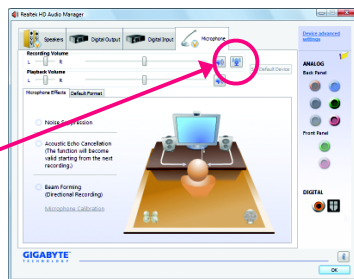 Realtek HD Audio Manager
Speakers
Digital Output
Digital Input
Microphone
Device advanced
settings
Recording Volume
L
R
Set Default Device
Playback Volume
L
R
ANALOG
Back Panel
Microphone Effects
Default Format
Noise Suppression
Acoustic Echo Cancellation
(The function will become
valid starting from the next
recording.)
Beam Forming
(Directional Recording)
Microphone Calibration
Front Panel
DIGITAL
GIGABYTE
TECHNOLOGY
OK